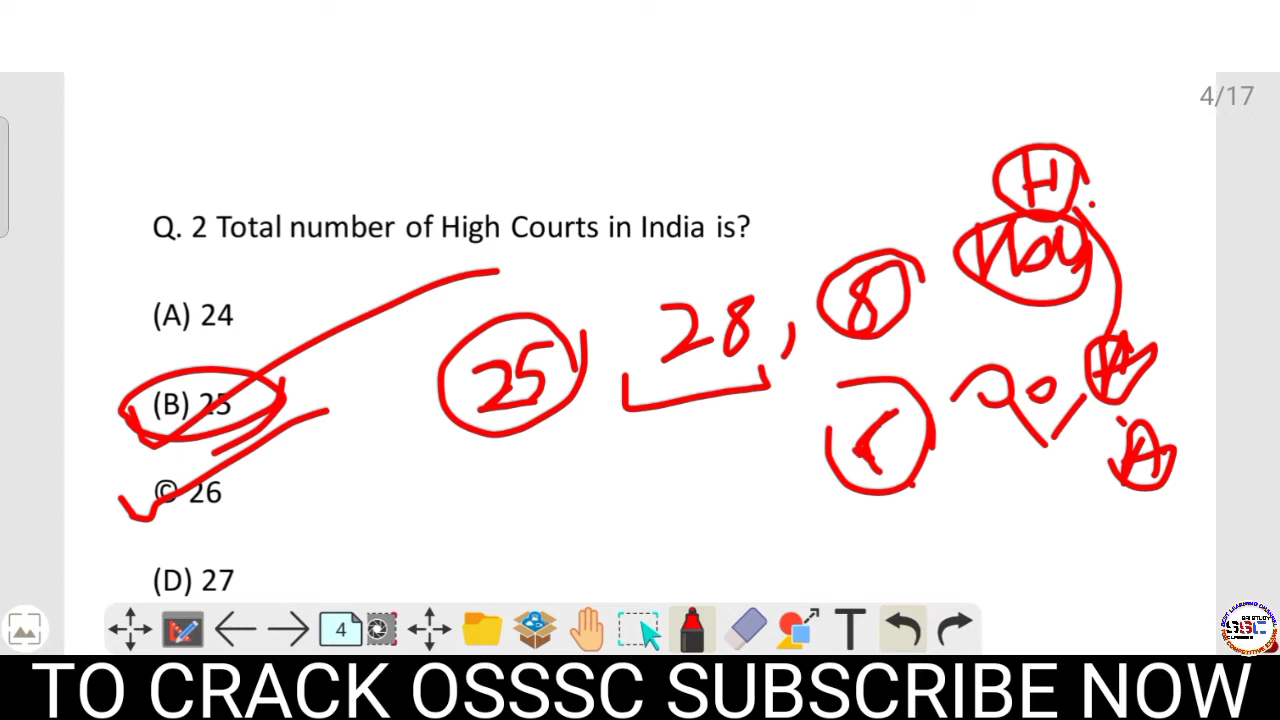 4/17
Q. 2 Total number of High Courts in India is?
(A) 24
(B) 25
© 26
(D) 27
25 28, 8
H
4
TO CRACK OSSSC SUBSCRIBE NOW